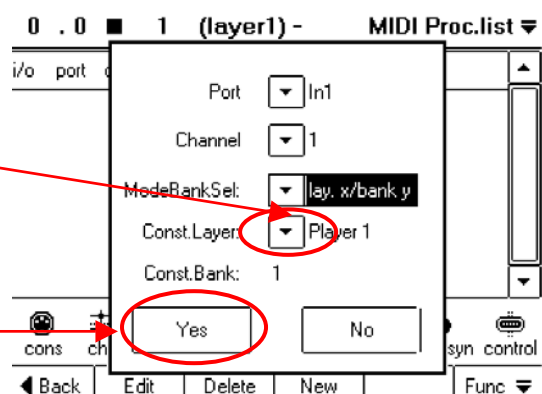 0 . 0 ■ 1 (layer1) - MIDI Proc.list
i/o port
Port In1
Channel 1
ModeBankSel: lay. x/bank y
Const.Layer: Player 1
Const.Bank: 1
Yes No
cons ch syn control
Back Edit Delete New Func